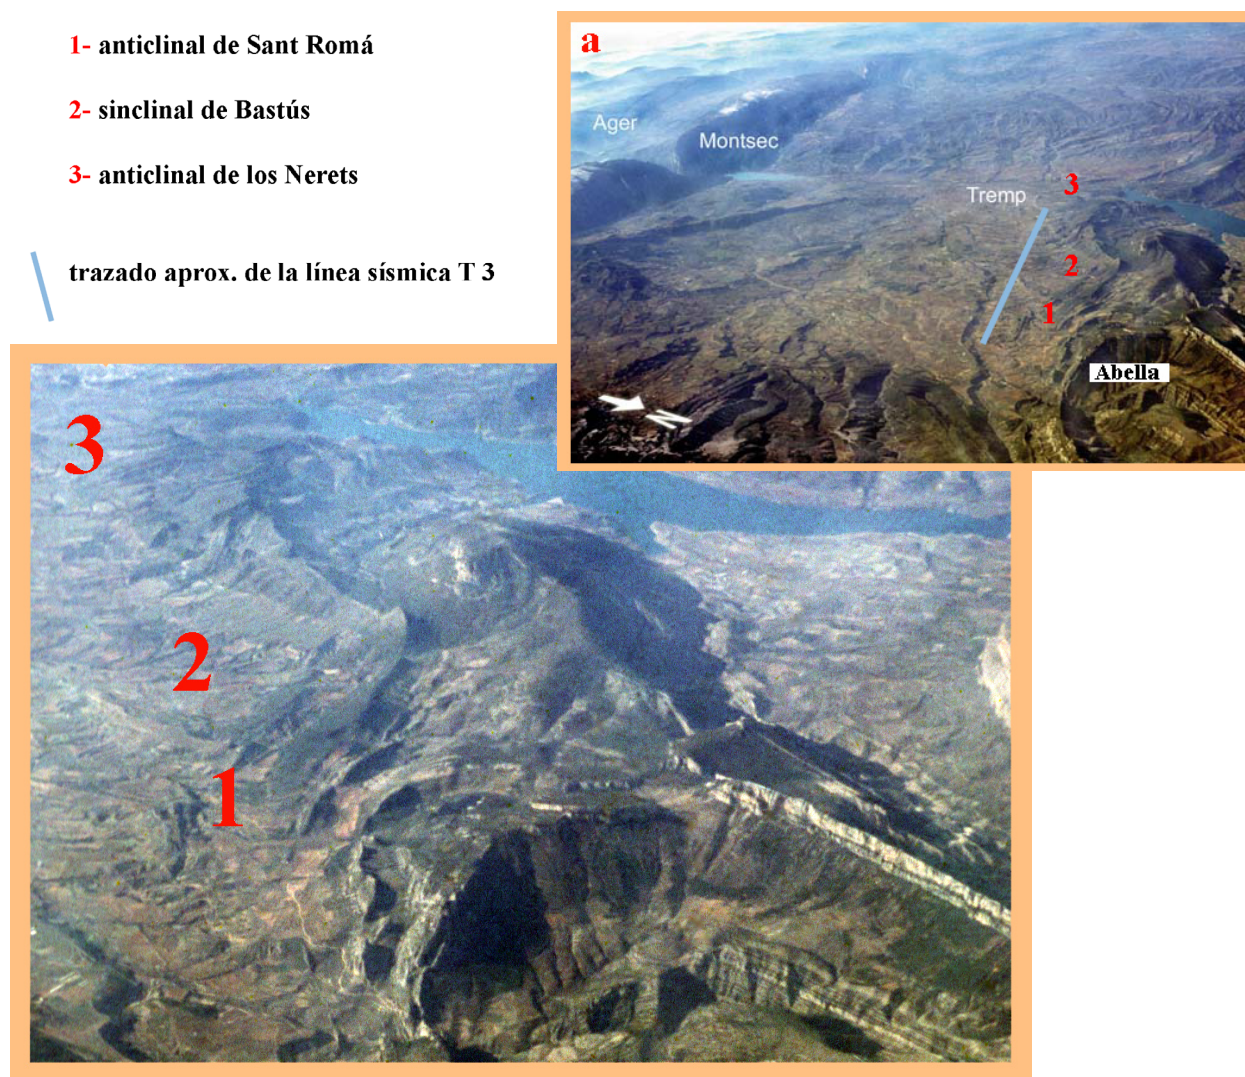 1- anticlinal de Sant Romá
2- sinclinal de Bastús
3- anticlinal de los Nerets
trazado aprox. de la línea sísmica T 3
a
Ager
Montsec
Tremp
3
2
1
Abella
N
3
2
1